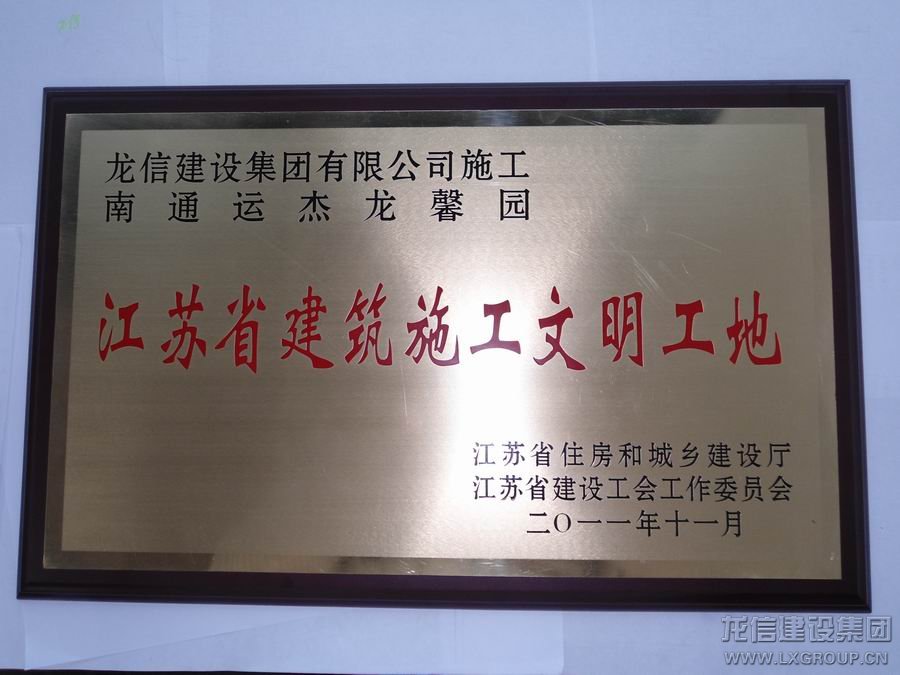 龙信建设集团有限公司施工
南通运杰龙馨园
江苏省建筑施工文明工地
江苏省住房和城乡建设厅
江苏省建设工会工作委员会
二〇一一年十一月
龙信建设集团
WWW.LXGROUP.CN